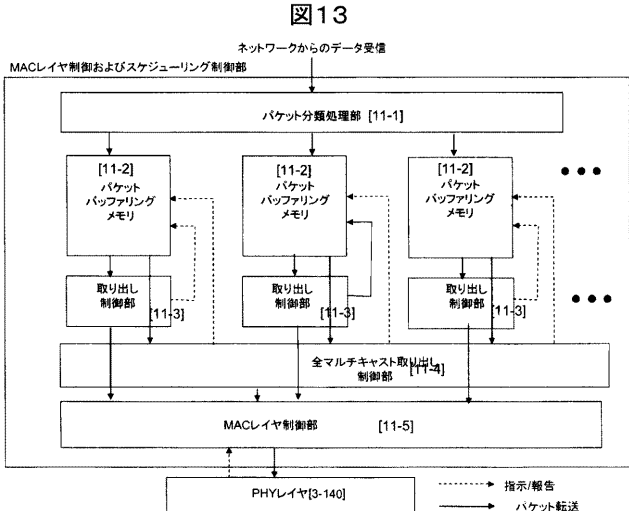 図13
ネットワークからのデータ受信
MACレイヤ制御およびスケジューリング制御部
パケット分類処理部 [11-1]
[11-2]
パケット
バッファリング
メモリ
[11-2]
パケット
バッファリング
メモリ
[11-2]
パケット
バッファリング
メモリ
取り出し
制御部
[11-3]
取り出し
制御部
[11-3]
取り出し
制御部
[11-3]
全マルチキャスト取り出し
制御部 [11-4]
MACレイヤ制御部 [11-5]
PHYレイヤ[3-140]
指示/報告
パケット転送